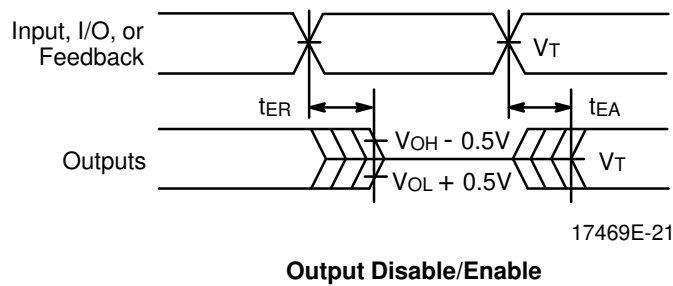 Input, I/O, or
Feedback
VT
tER
tEA
VOH - 0.5V
Outputs
VT
VOL + 0.5V
17469E-21
Output Disable/Enable